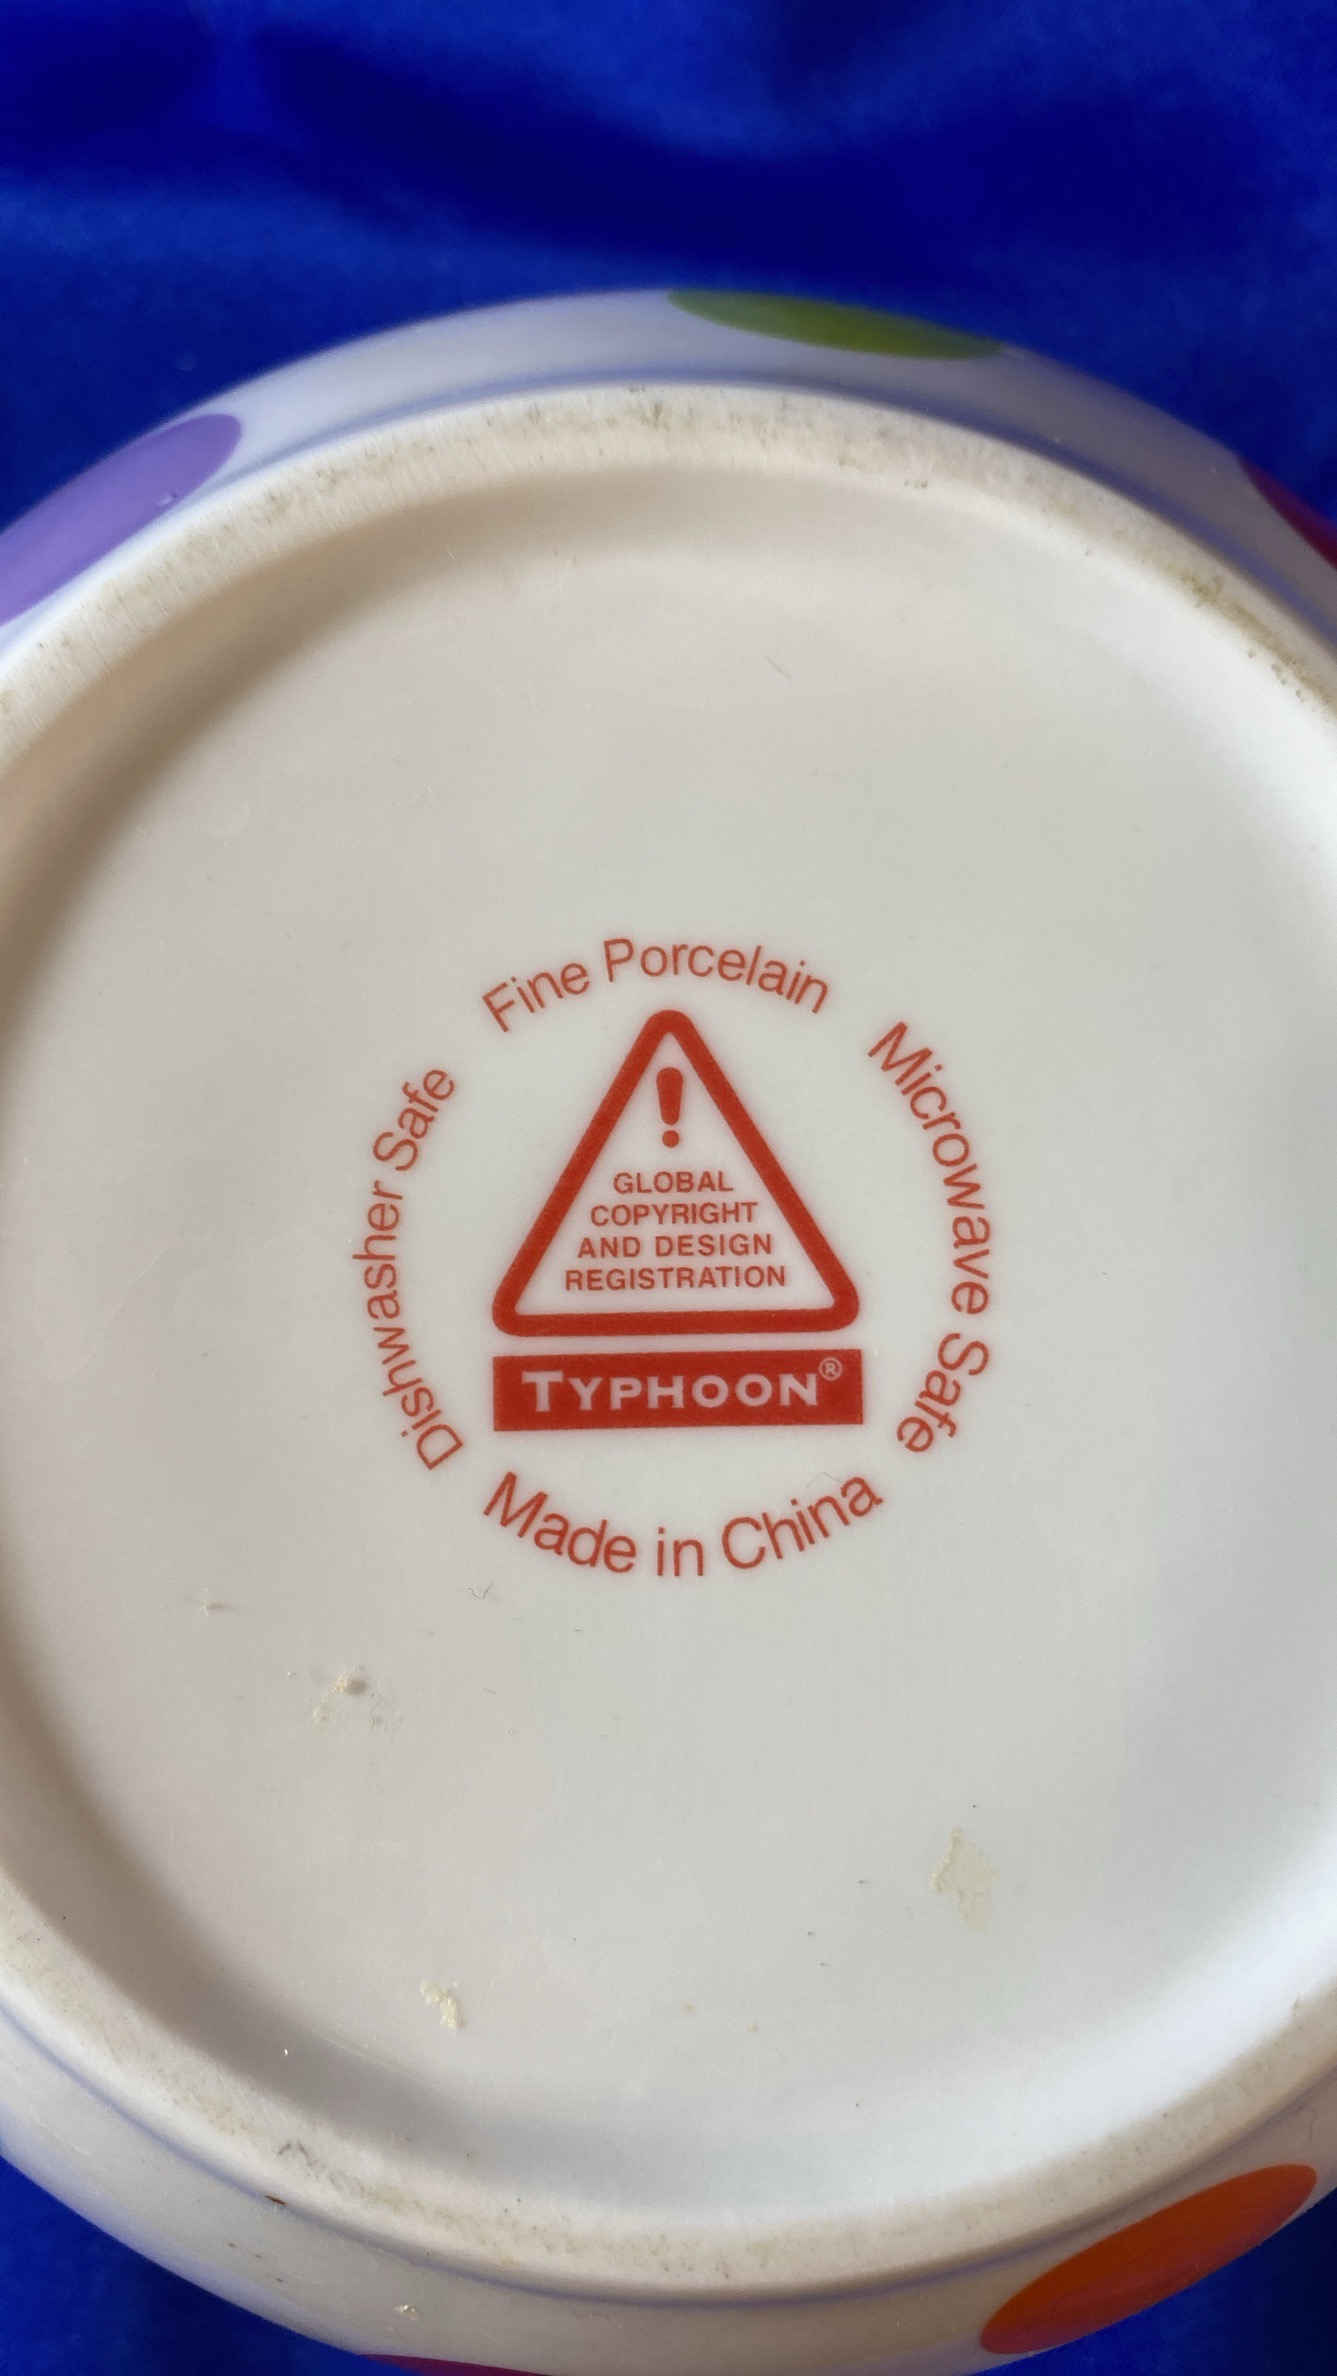 Fine Porcelain
Microwave Safe
Dishwasher Safe
!
GLOBAL
COPYRIGHT
AND DESIGN
REGISTRATION
TYPHOON®
Made in China